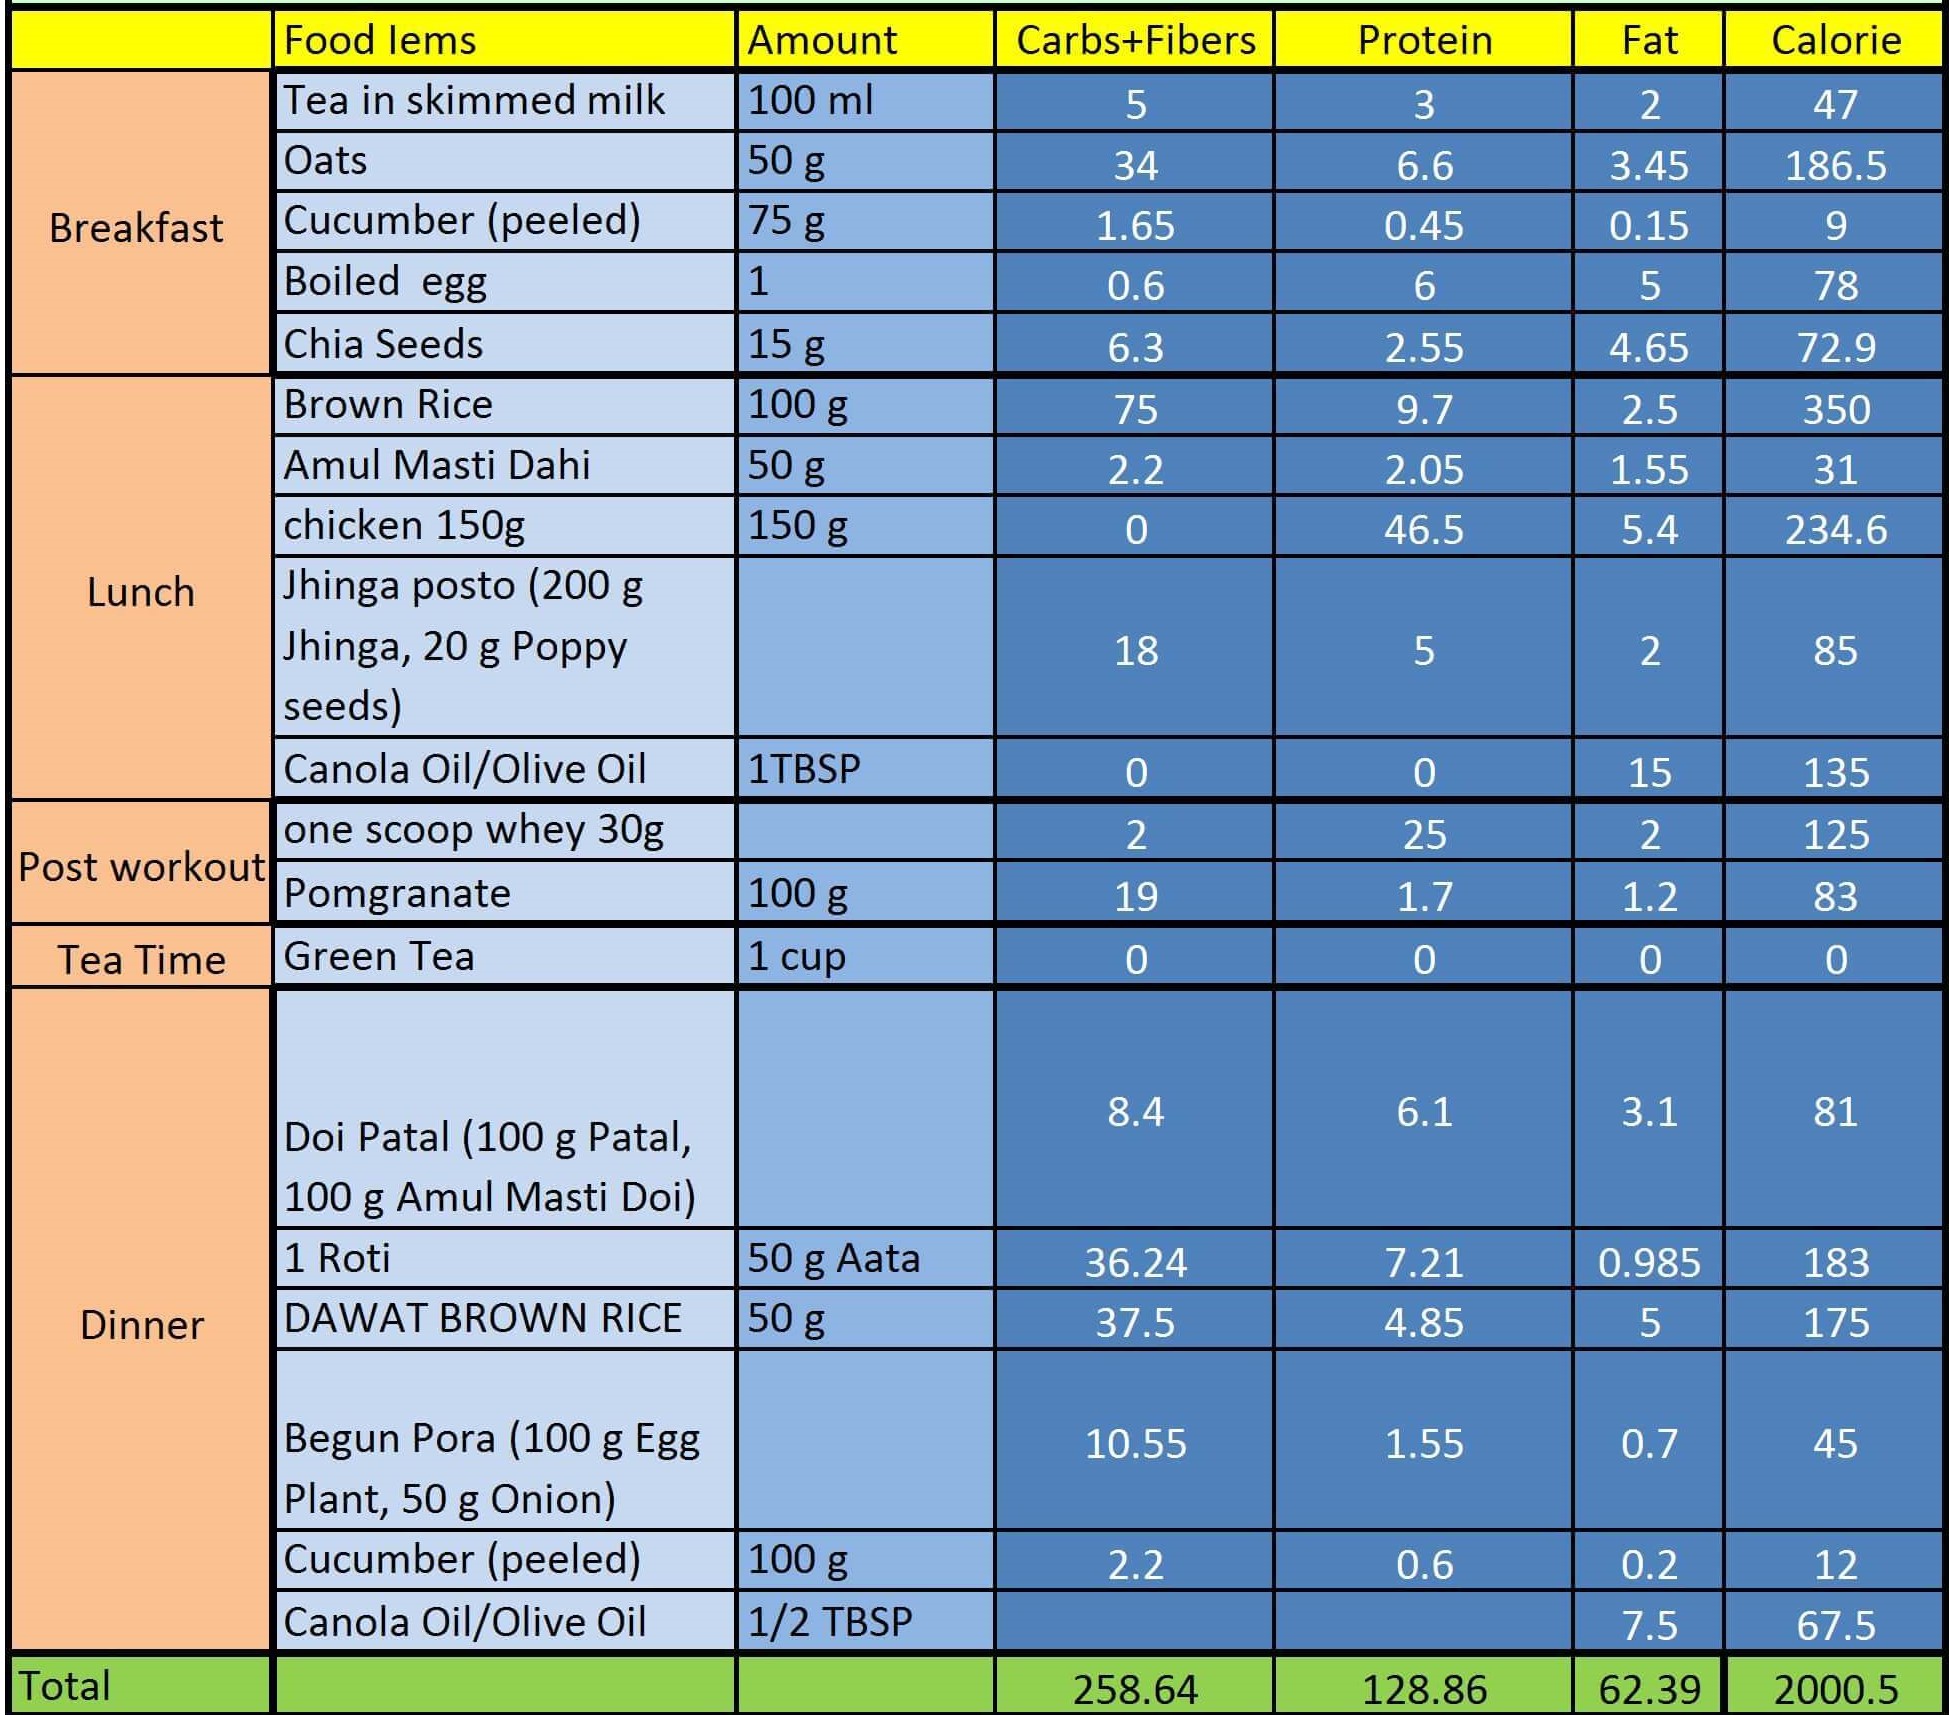 Food Iems Amount Carbs+Fibers Protein Fat Calorie
Breakfast
Tea in skimmed milk 100 ml 5 3 2 47
Oats 50 g 34 6.6 3.45 186.5
Cucumber (peeled) 75 g 1.65 0.45 0.15 9
Boiled  egg 1 0.6 6 5 78
Chia Seeds 15 g 6.3 2.55 4.65 72.9
Lunch
Brown Rice 100 g 75 9.7 2.5 350
Amul Masti Dahi 50 g 2.2 2.05 1.55 31
chicken 150g 150 g 0 46.5 5.4 234.6
Jhinga posto (200 g
Jhinga, 20 g Poppy
seeds)
18 5 2 85
Canola Oil/Olive Oil 1TBSP 0 0 15 135
Post workout
one scoop whey 30g 2 25 2 125
Pomgranate 100 g 19 1.7 1.2 83
Tea Time Green Tea 1 cup 0 0 0 0
Dinner
Doi Patal (100 g Patal,
100 g Amul Masti Doi)
8.4 6.1 3.1 81
1 Roti 50 g Aata 36.24 7.21 0.985 183
DAWAT BROWN RICE 50 g 37.5 4.85 5 175
Begun Pora (100 g Egg
Plant, 50 g Onion)
10.55 1.55 0.7 45
Cucumber (peeled) 100 g 2.2 0.6 0.2 12
Canola Oil/Olive Oil 1/2 TBSP 7.5 67.5
Total 258.64 128.86 62.39 2000.5